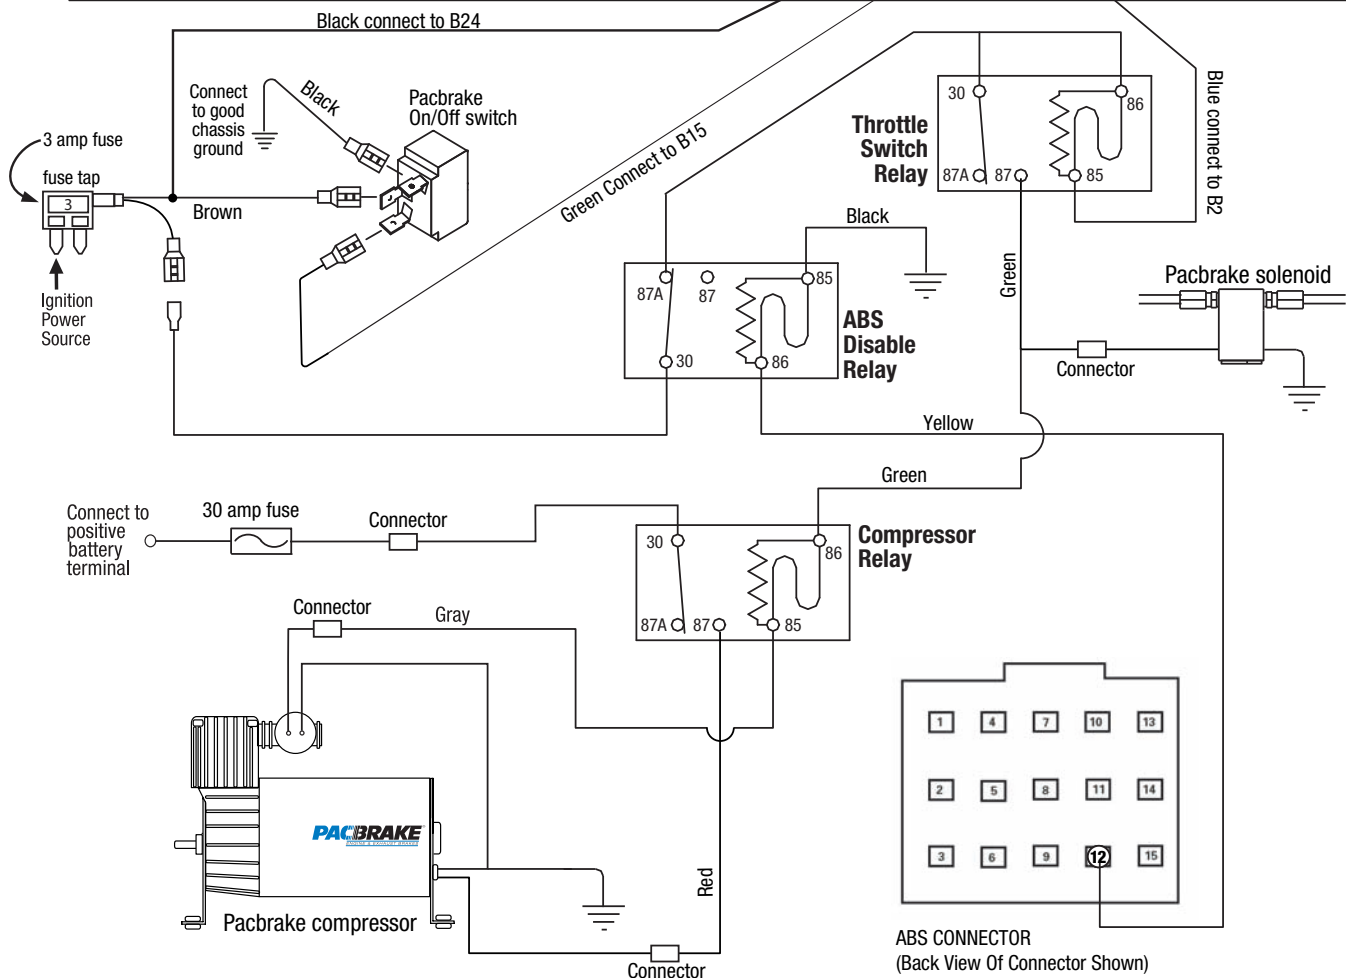 Black connect to B24
Connect
to good
chassis
ground
Black
Pacbrake
On/Off switch
3 amp fuse
fuse tap
3
Brown
Ignition
Power
Source
Green Connect to B15
Throttle
Switch
Relay
30
86
87A
87
85
Blue connect to B2
Black
87A
87
85
30
86
ABS
Disable
Relay
Green
Pacbrake solenoid
Connector
Yellow
Green
Connect to
positive
battery
terminal
30 amp fuse
Connector
30
86
87A
87
85
Compressor
Relay
Connector
Gray
PACBRAKE
ENGINE & EXHAUST BRAKES
Pacbrake compressor
Red
Connector
1 4 7 10 13
2 5 8 11 14
3 6 9 12 15
ABS CONNECTOR
(Back View Of Connector Shown)